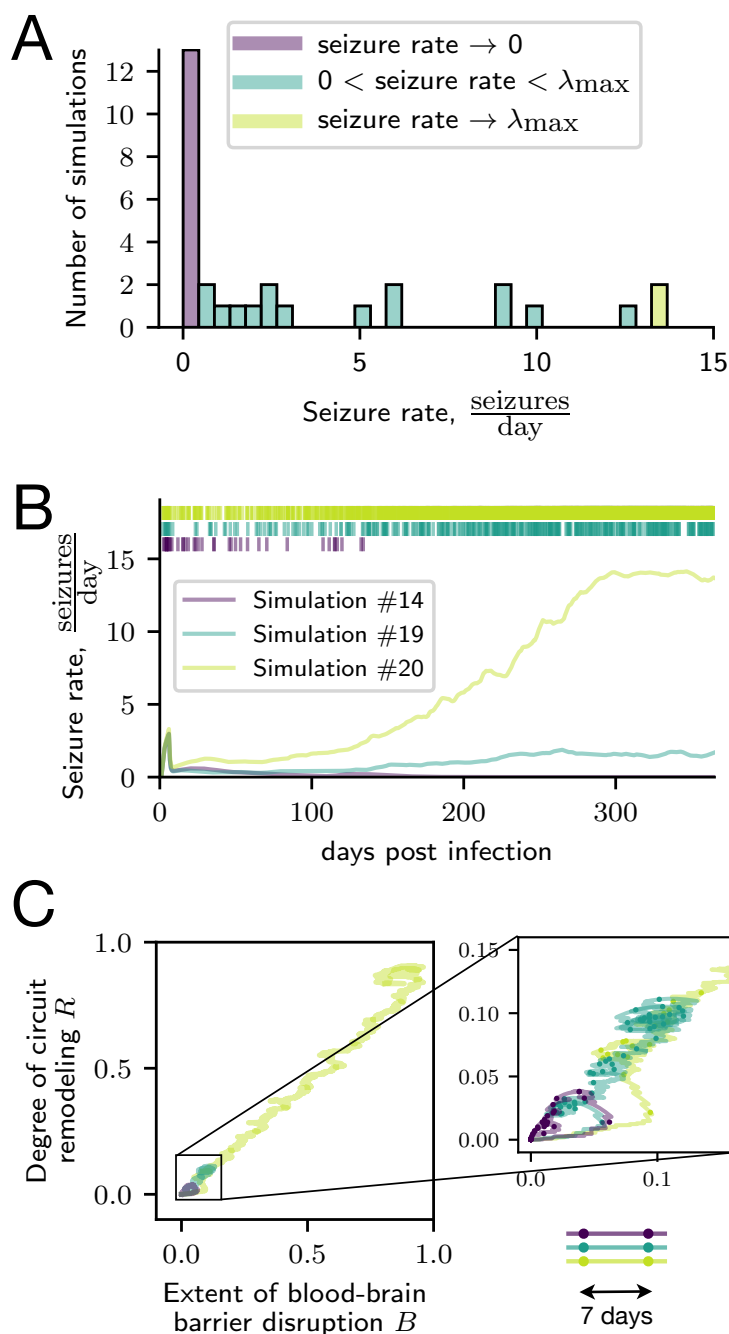 A
seizure rate → 0
0 < seizure rate < λmax
seizure rate → λmax
Number of simulations
12
10
8
6
4
2
0
0 5 10 15
Seizure rate, seizures/day
B
Seizure rate, seizures/day
15
10
5
0
Simulation #14
Simulation #19
Simulation #20
0 100 200 300
days post infection
C
Degree of circuit
remodeling R
1.0
0.5
0.0
0.0 0.5 1.0
Extent of blood-brain
barrier disruption B
0.15
0.10
0.05
0.00
0.0 0.1
7 days